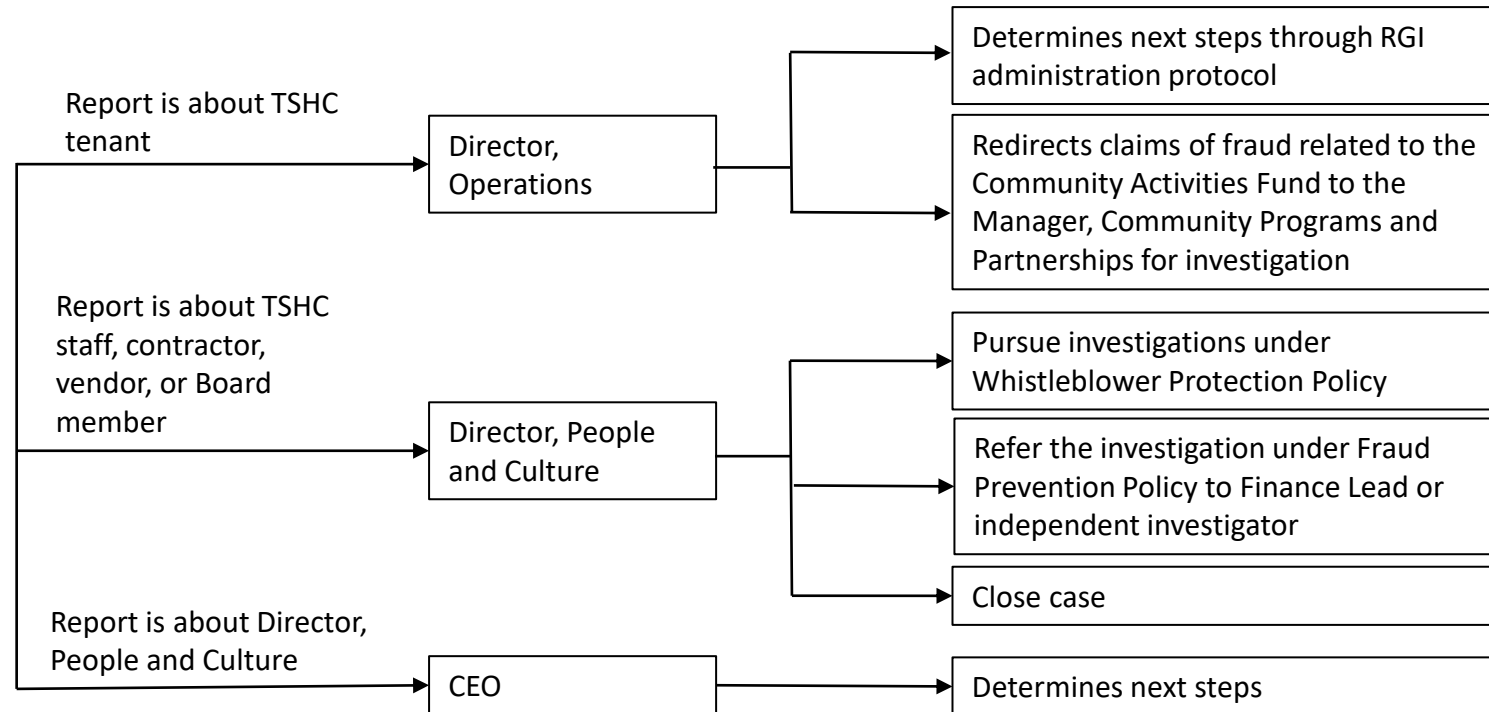 Report is about TSHC
tenant
Director,
Operations
Determines next steps through RGI
administration protocol
Redirects claims of fraud related to the
Community Activities Fund to the
Manager, Community Programs and
Partnerships for investigation
Report is about TSHC
staff, contractor,
vendor, or Board
member
Director, People
and Culture
Pursue investigations under
Whistleblower Protection Policy
Refer the investigation under Fraud
Prevention Policy to Finance Lead or
independent investigator
Close case
Report is about Director,
People and Culture
CEO
Determines next steps